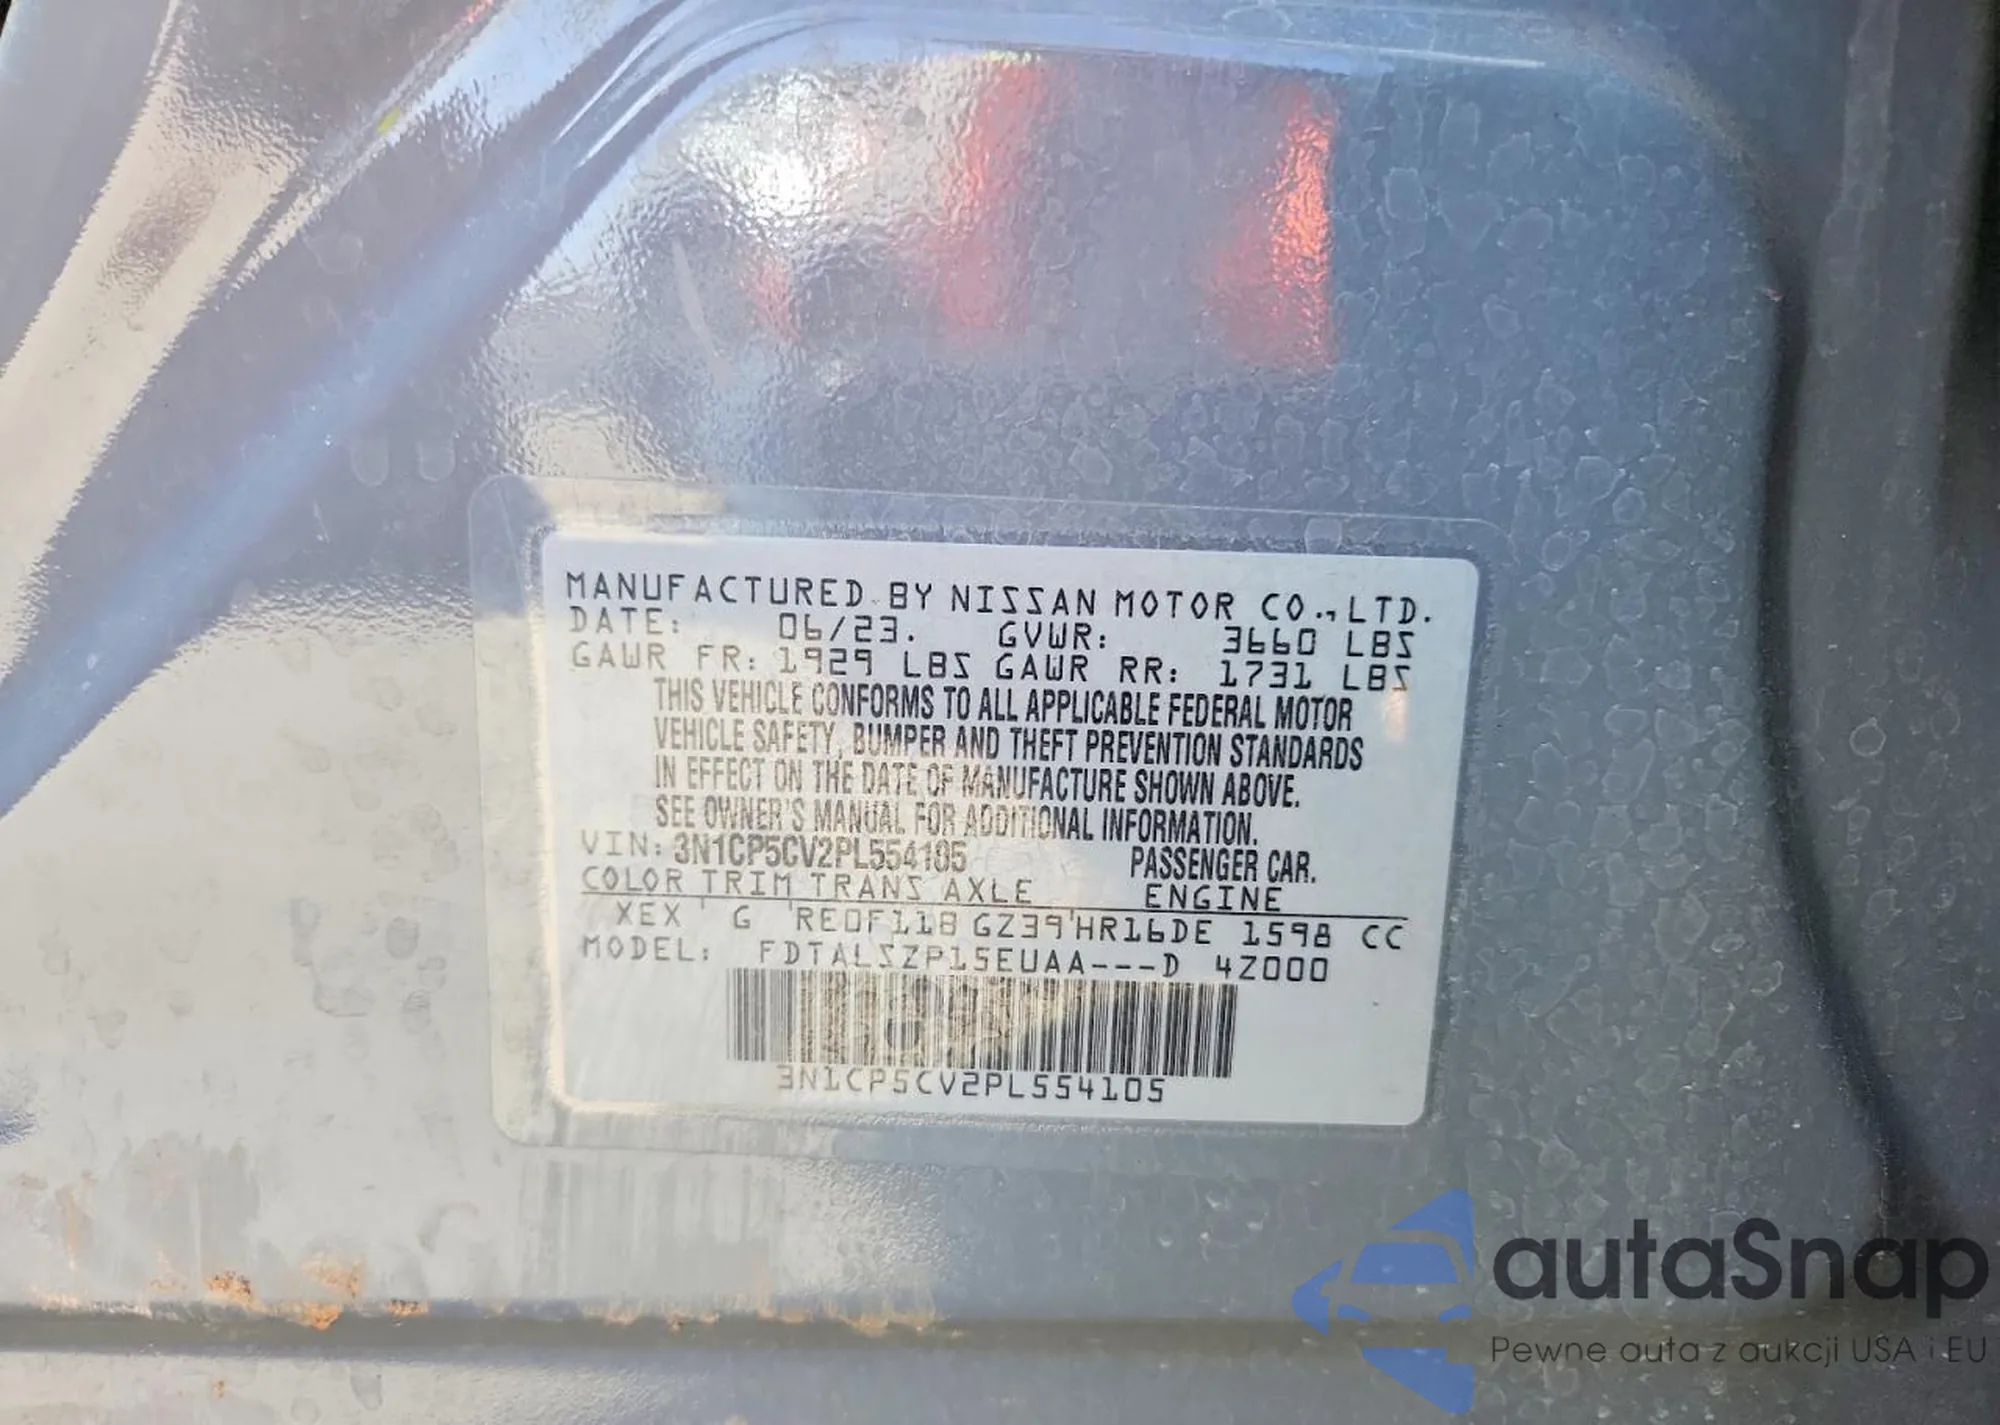 MANUFACTURED BY NISSAN MOTOR CO.,LTD.
DATE: 06/23. GVWR: 3660 LBS
GAWR FR: 1929 LBS GAWR RR: 1731 LBS
THIS VEHICLE CONFORMS TO ALL APPLICABLE FEDERAL MOTOR
VEHICLE SAFETY, BUMPER AND THEFT PREVENTION STANDARDS
IN EFFECT ON THE DATE OF MANUFACTURE SHOWN ABOVE.
SEE OWNER'S MANUAL FOR ADDITIONAL INFORMATION.
VIN: 3N1CP5CV2PL554105 PASSENGER CAR.
COLOR TRIM TRANS AXLE ENGINE
XEX G RE0F11B GZ39 HR16DE 1598 CC
MODEL: FDTALSZP15EUAA---D 4Z000
3N1CP5CV2PL554105
autaSnap
Pewne auta z aukcji USA i EU